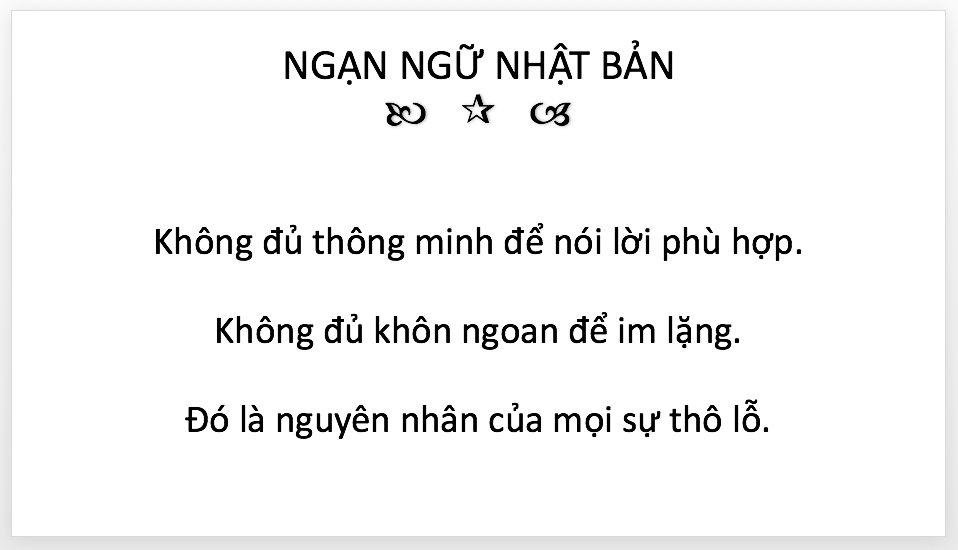 NGẠN NGỮ NHẬT BẢN
Không đủ thông minh để nói lời phù hợp.
Không đủ khôn ngoan để im lặng.
Đó là nguyên nhân của mọi sự thô lỗ.